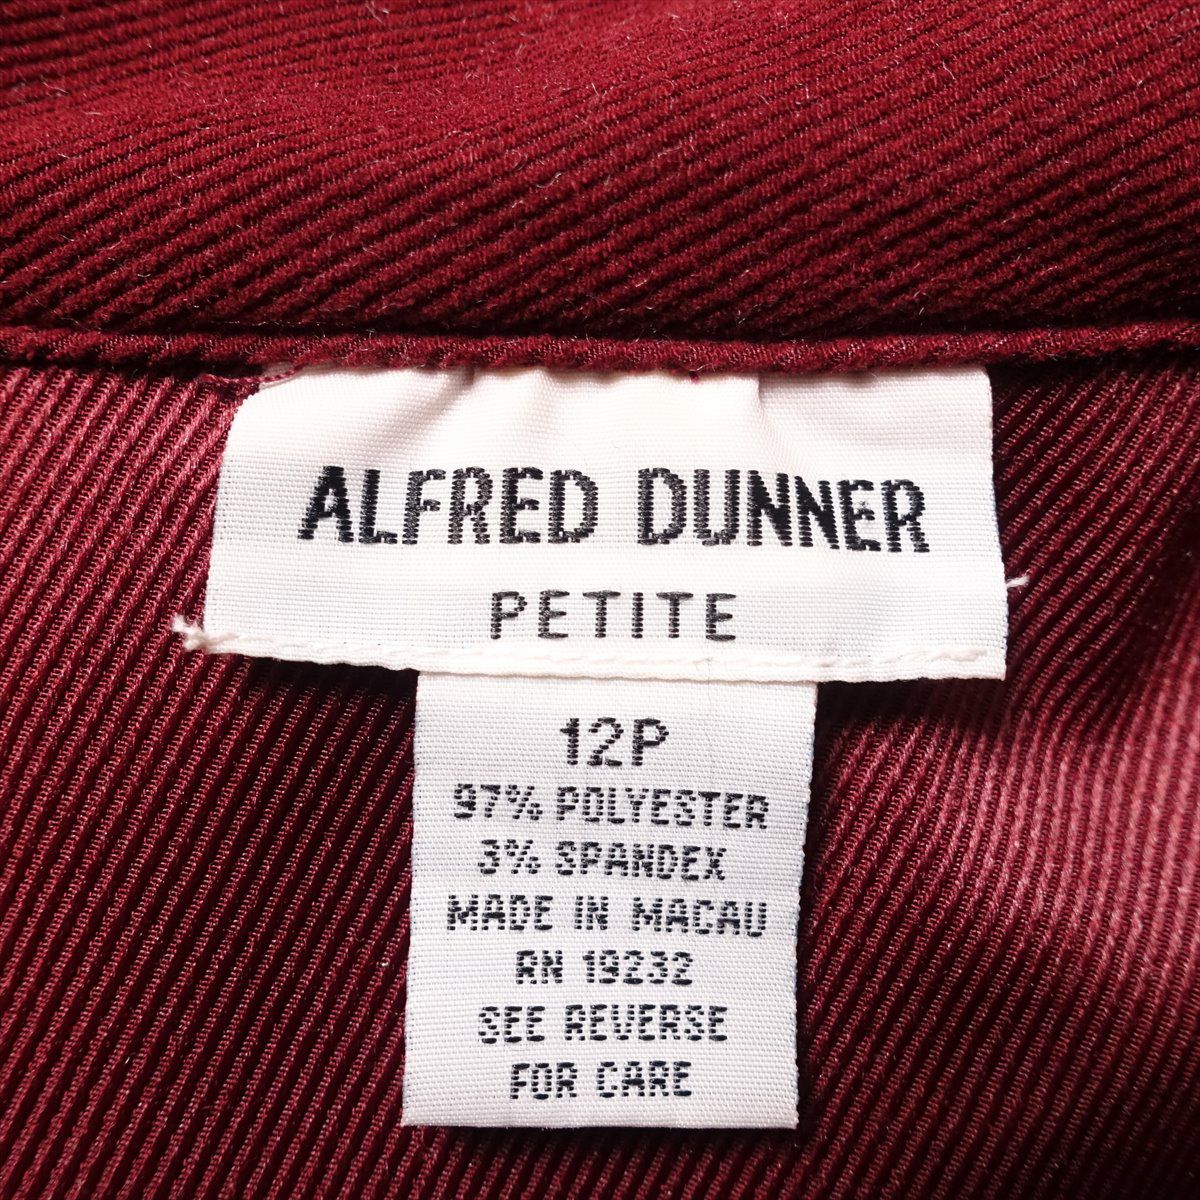 ALFRED DUNNER
PETITE
12P
97% POLYESTER
3% SPANDEX
MADE IN MACAU
RN 19232
SEE REVERSE
FOR CARE